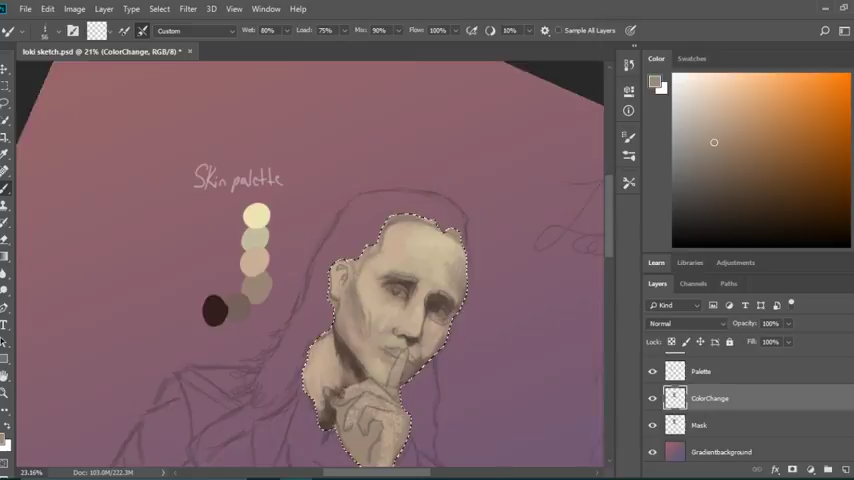 File Edit Image Layer Type Select Filter 3D View Window Help
56 Custom Wet: 80% Load: 75% Mix: 90% Flow: 100% 10% Sample All Layers
loki sketch.psd @ 21% (ColorChange, RGB/8) * ×
Color Swatches
Skin palette
Learn Libraries Adjustments
Layers Channels Paths
Kind
Normal Opacity: 100%
Lock: Fill: 100%
Palette
ColorChange
Mask
Gradientbackground
23.16% Doc: 103.0M/222.3M
fx